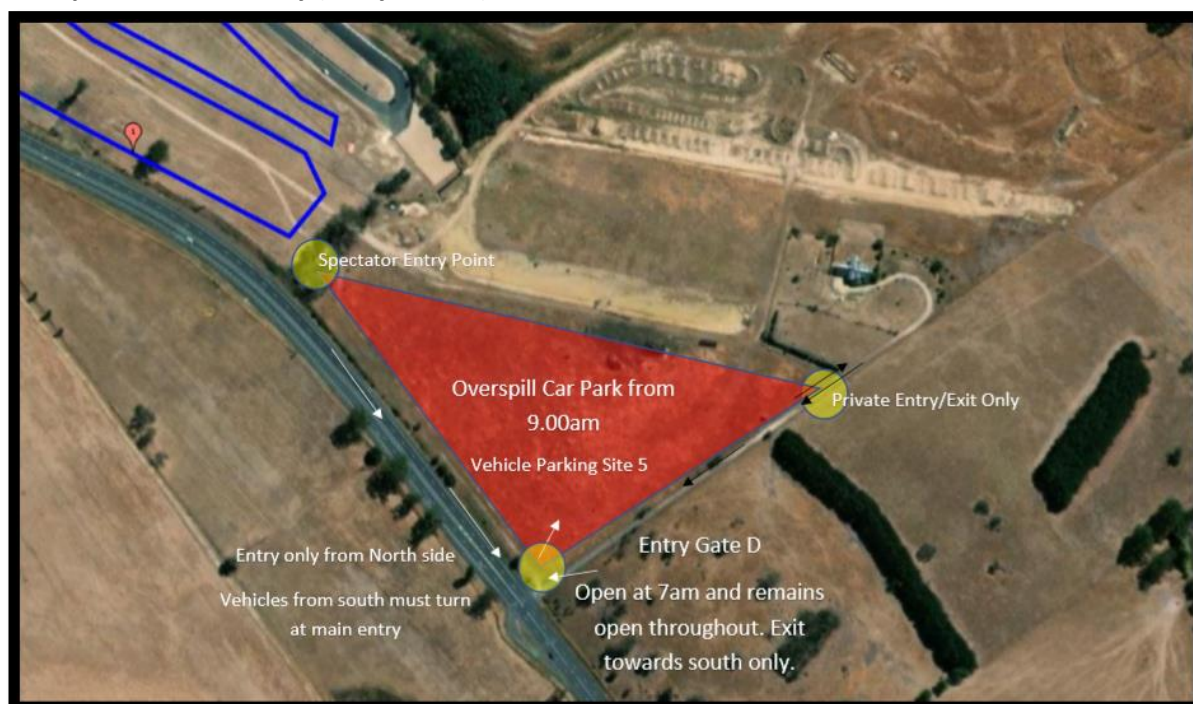 Spectator Entry Point
Overspill Car Park from
9.00am
Vehicle Parking Site 5
Private Entry/Exit Only
Entry only from North side
Vehicles from south must turn
at main entry
Entry Gate D
Open at 7am and remains
open throughout. Exit
towards south only.